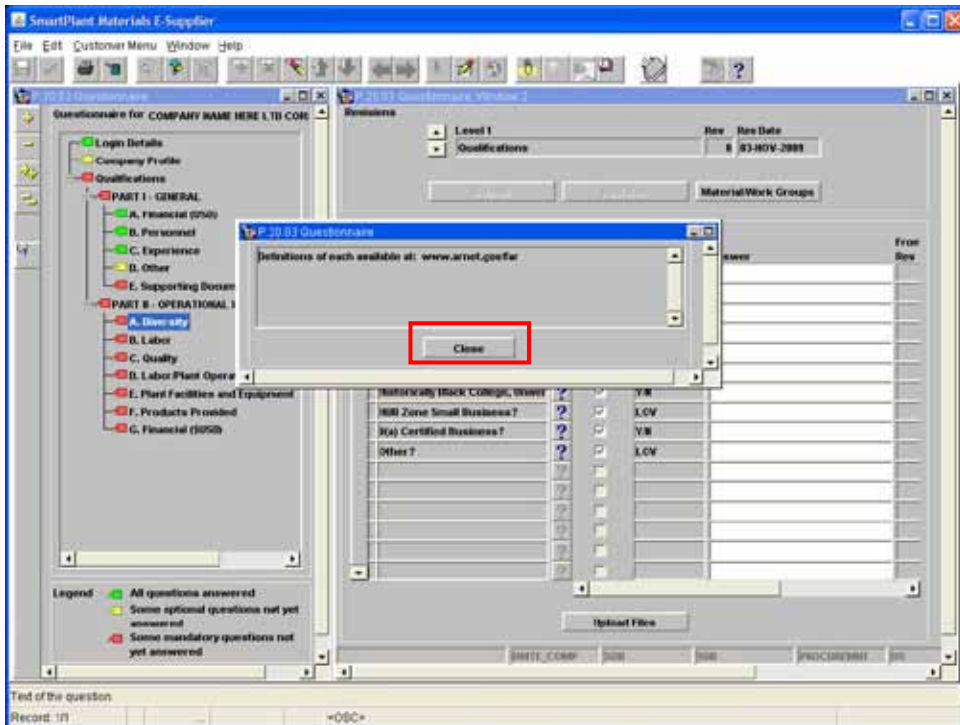 SmartPlant Materials E-Supplier
File Edit Customer Menu Window Help
P.20.03 Questionnaire
Questionnaire for COMPANY NAME HERE LTD COR
Login Details
Company Profile
Qualifications
PART I - GENERAL
A. Financial (USD)
B. Personnel
C. Experience
D. Other
E. Supporting Docum
PART II - OPERATIONAL
A. Diversity
B. Labor
C. Quality
D. Labor/Plant Opera
E. Plant Facilities and Equipment
F. Products Provided
G. Financial ($USD)
Legend
All questions answered
Some optional questions not yet
answered
Some mandatory questions not
yet answered
P.20.03 Questionnaire, Window 2
Revisions
Level 1
Rev
Rev Date
Qualifications
0
03-NOV-2009
Material/Work Groups
swer
From
Rev
P.20.03 Questionnaire
Definitions of each available at: www.arnet.gov/far
Close
Historically Black College, Univer ? Y/N
HUB Zone Small Business? ? LOV
8(a) Certified Business? ? Y/N
Other? ? LOV
Upload Files
PROCUREMNT
Text of the question
Record: 1/1 ... <OSC>